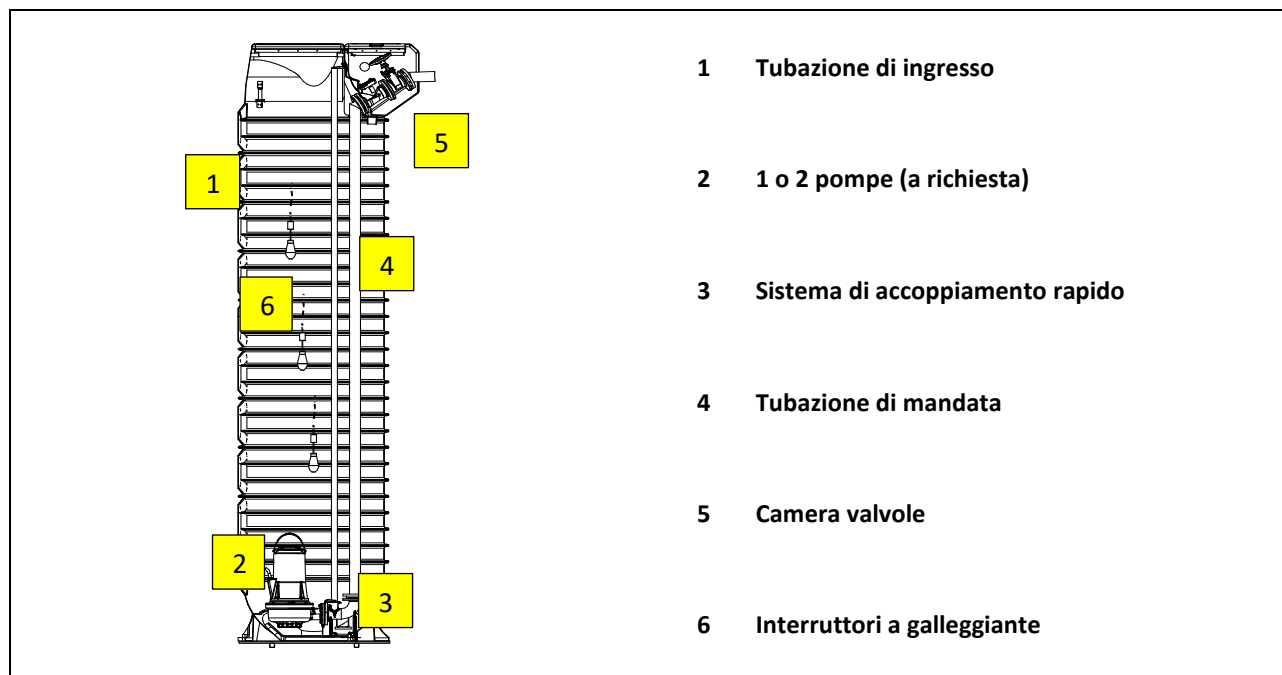 1
5
4
6
2
3
1 Tubazione di ingresso
2 1 o 2 pompe (a richiesta)
3 Sistema di accoppiamento rapido
4 Tubazione di mandata
5 Camera valvole
6 Interruttori a galleggiante